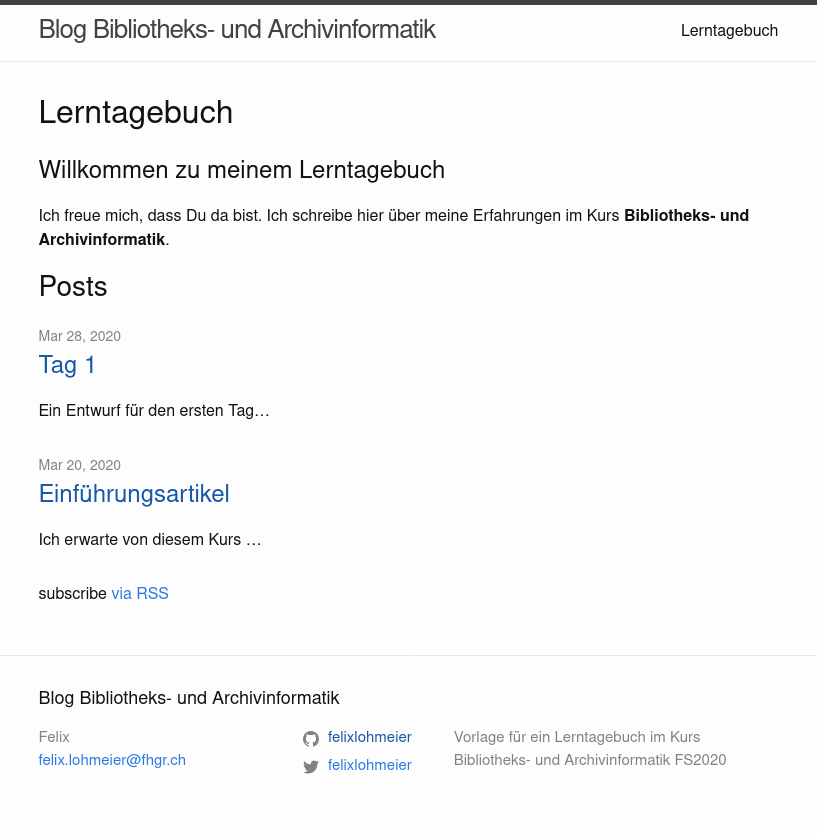 Blog Bibliotheks- und Archivinformatik
Lerntagebuch
Lerntagebuch
Willkommen zu meinem Lerntagebuch
Ich freue mich, dass Du da bist. Ich schreibe hier über meine Erfahrungen im Kurs Bibliotheks- und
Archivinformatik.
Posts
Mar 28, 2020
Tag 1
Ein Entwurf für den ersten Tag…
Mar 20, 2020
Einführungsartikel
Ich erwarte von diesem Kurs …
subscribe via RSS
Blog Bibliotheks- und Archivinformatik
Felix
felix.lohmeier@fhgr.ch
felixlohmeier
felixlohmeier
Vorlage für ein Lerntagebuch im Kurs
Bibliotheks- und Archivinformatik FS2020